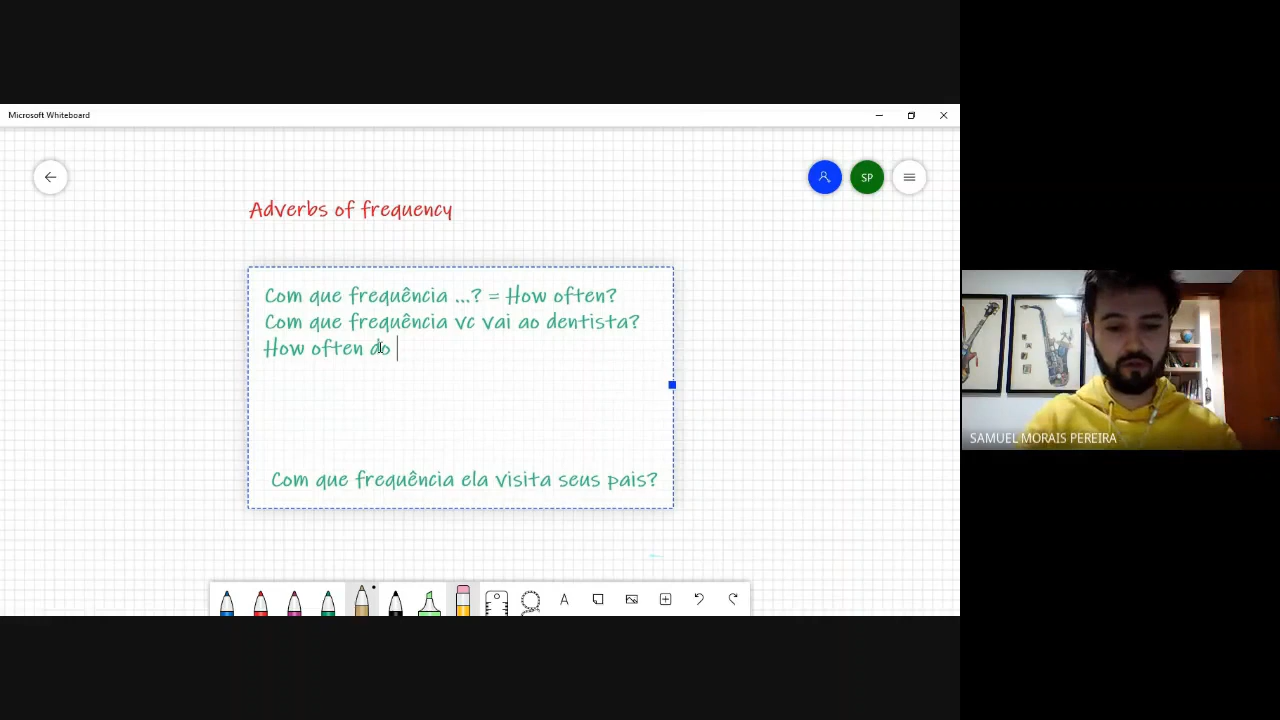 Microsoft Whiteboard
SP
Adverbs of frequency
Com que frequência ...? = How often?
Com que frequência vc vai ao dentista?
How often do
Com que frequência ela visita seus pais?
A
SAMUEL MORAIS PEREIRA